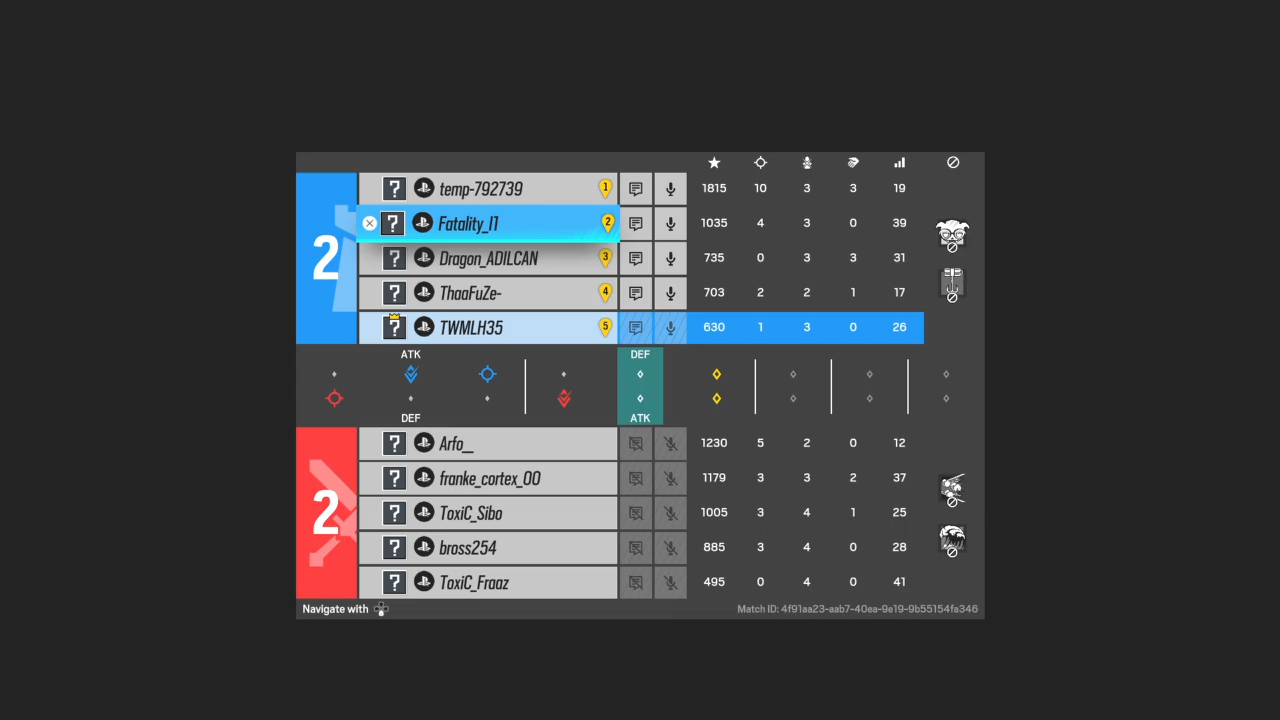 ? temp-792739 1 1815 10 3 3 19
2
? Fatality_I1 2 1035 4 3 0 39
? Dragon_ADILCAN 3 735 0 3 3 31
? ThaaFuZe- 4 703 2 2 1 17
? TWMLH35 5 630 1 3 0 26
ATK DEF
DEF ATK
? Arfo__ 1230 5 2 0 12
2
? franke_cortex_00 1179 3 3 2 37
? ToxiC_Sibo 1005 3 4 1 25
? bross254 885 3 4 0 28
? ToxiC_Fraaz 495 0 4 0 41
Navigate with Match ID: 4f91aa23-aab7-40ea-9e19-9b55154fa346